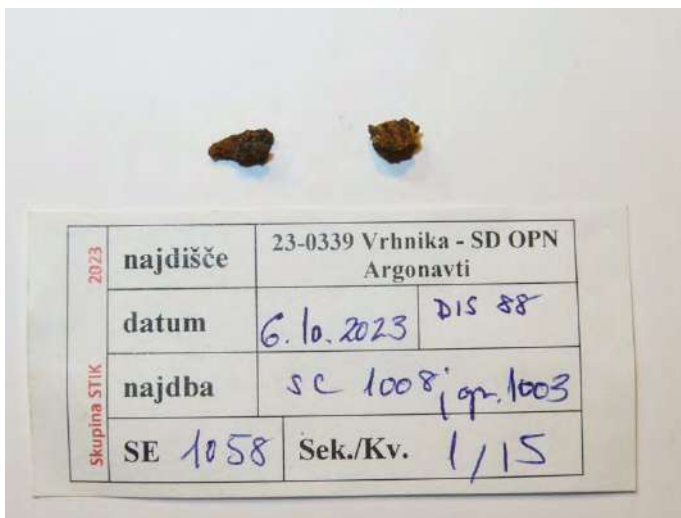 2023
Skupina STIK
najdišče
23-0339 Vrhnika - SD OPN
Argonavti
datum
6.10.2023
DIS 88
najdba
SC 1008; gr. 1003
SE 1058
Sek./Kv.
1/15